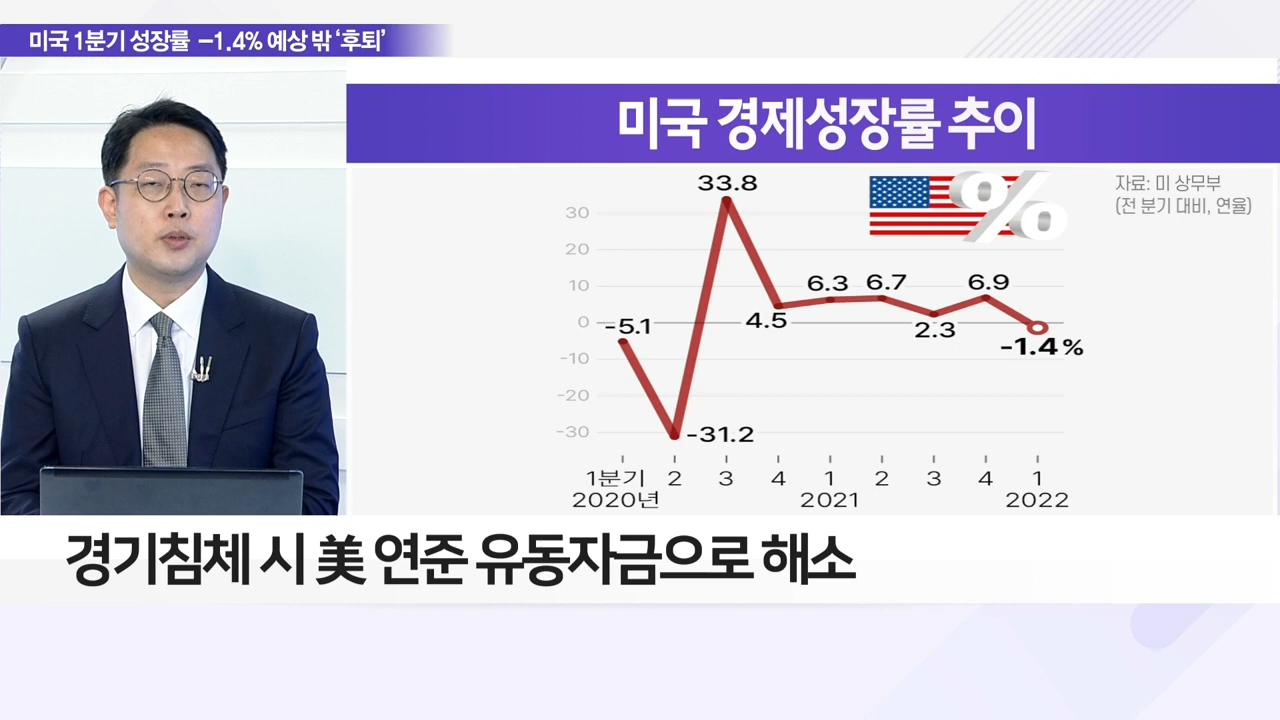 미국 1분기 성장률 -1.4% 예상 밖 ‘후퇴’
미국 경제성장률 추이
자료: 미 상무부
(전 분기 대비, 연율)
%
30
20
10
0
-10
-20
-30
-5.1
-31.2
33.8
4.5
6.3
6.7
2.3
6.9
-1.4%
1분기 2 3 4 1 2 3 4 1
2020년 2021 2022
경기침체 시 美 연준 유동자금으로 해소